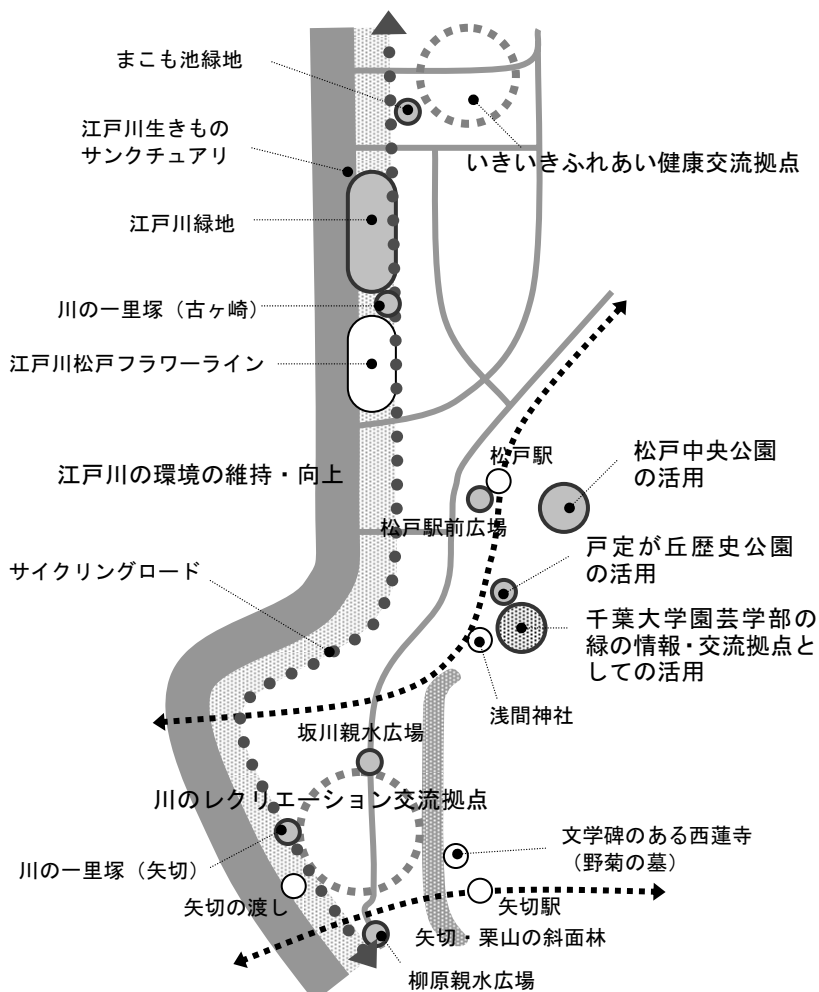 まこも池緑地
江戸川生きもの
サンクチュアリ
いきいきふれあい健康交流拠点
江戸川緑地
川の一里塚（古ヶ崎）
江戸川松戸フラワーライン
松戸駅
松戸中央公園
の活用
江戸川の環境の維持・向上
松戸駅前広場
戸定が丘歴史公園
の活用
サイクリングロード
千葉大学園芸学部の
緑の情報・交流拠点と
しての活用
浅間神社
坂川親水広場
川のレクリエーション交流拠点
文学碑のある西蓮寺
（野菊の墓）
川の一里塚（矢切）
矢切の渡し
矢切駅
矢切・栗山の斜面林
柳原親水広場